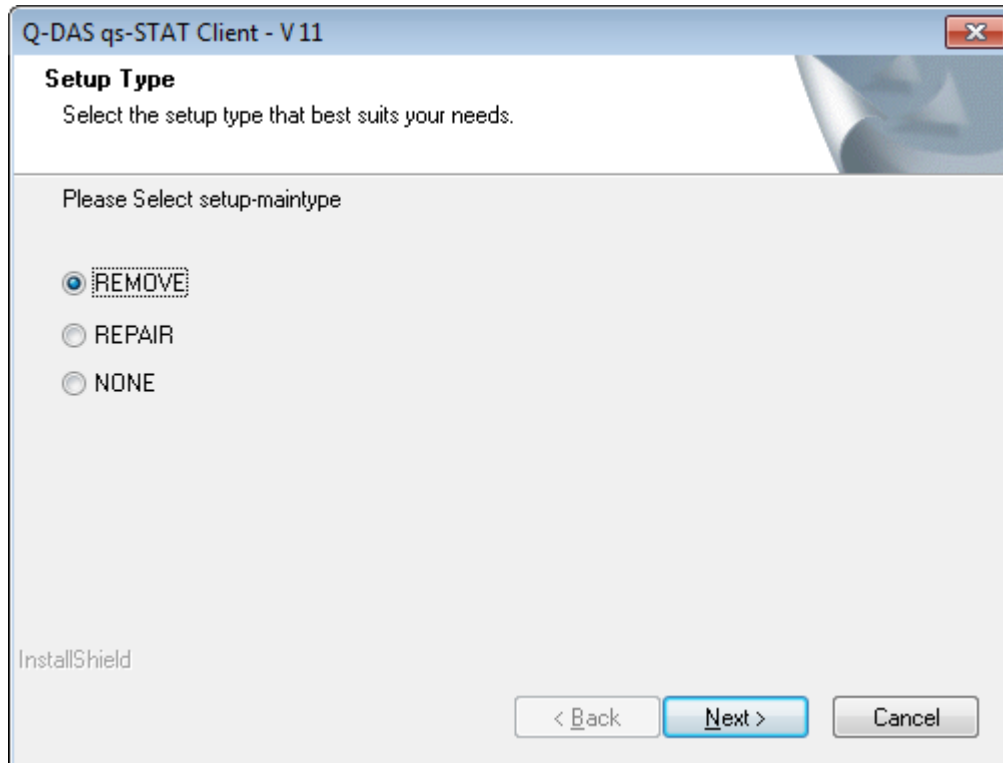 Q-DAS qs-STAT Client - V 11
Setup Type
Select the setup type that best suits your needs.
Please Select setup-maintype
REMOVE
REPAIR
NONE
InstallShield
< Back
Next >
Cancel